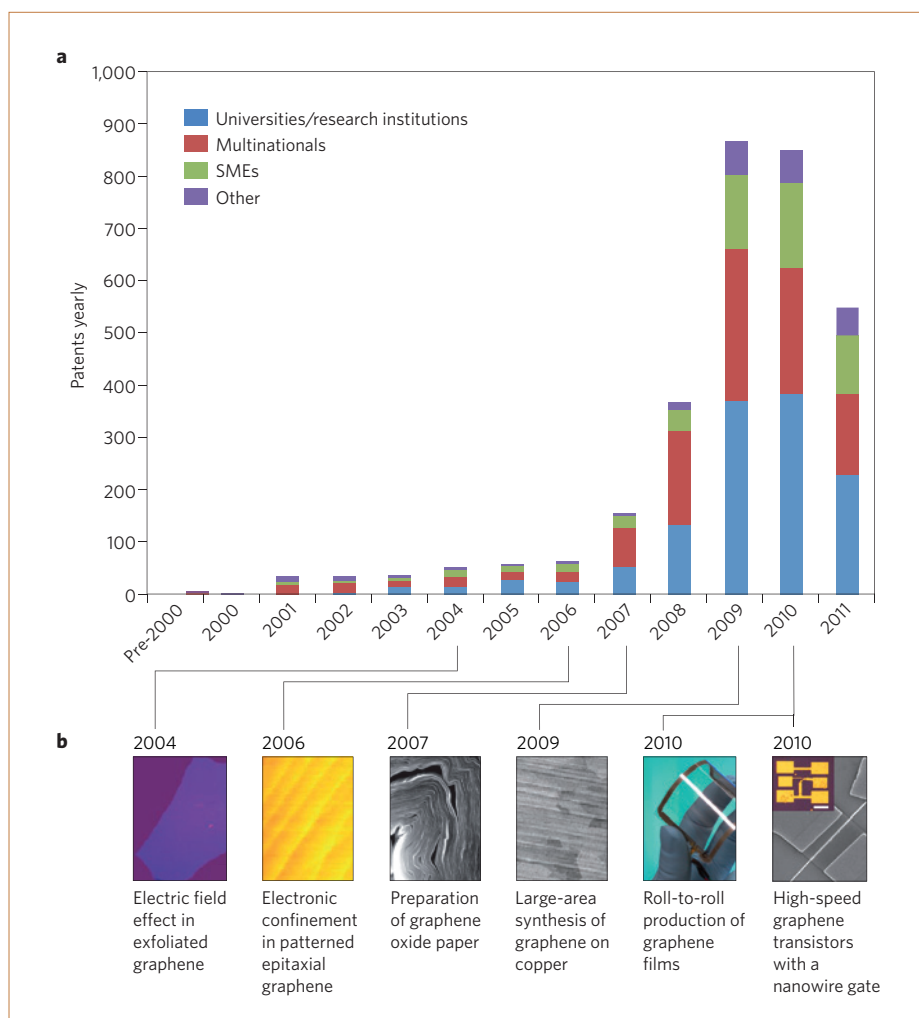 a
1,000
900
800
700
600
500
400
300
200
100
0
Patents yearly
Universities/research institutions
Multinationals
SMEs
Other
Pre-2000
2000
2001
2002
2003
2004
2005
2006
2007
2008
2009
2010
2011
b
2004
2006
2007
2009
2010
2010
Electric field
effect in
exfoliated
graphene
Electronic
confinement
in patterned
epitaxial
graphene
Preparation
of graphene
oxide paper
Large-area
synthesis of
graphene on
copper
Roll-to-roll
production of
graphene
films
High-speed
graphene
transistors
with a
nanowire gate